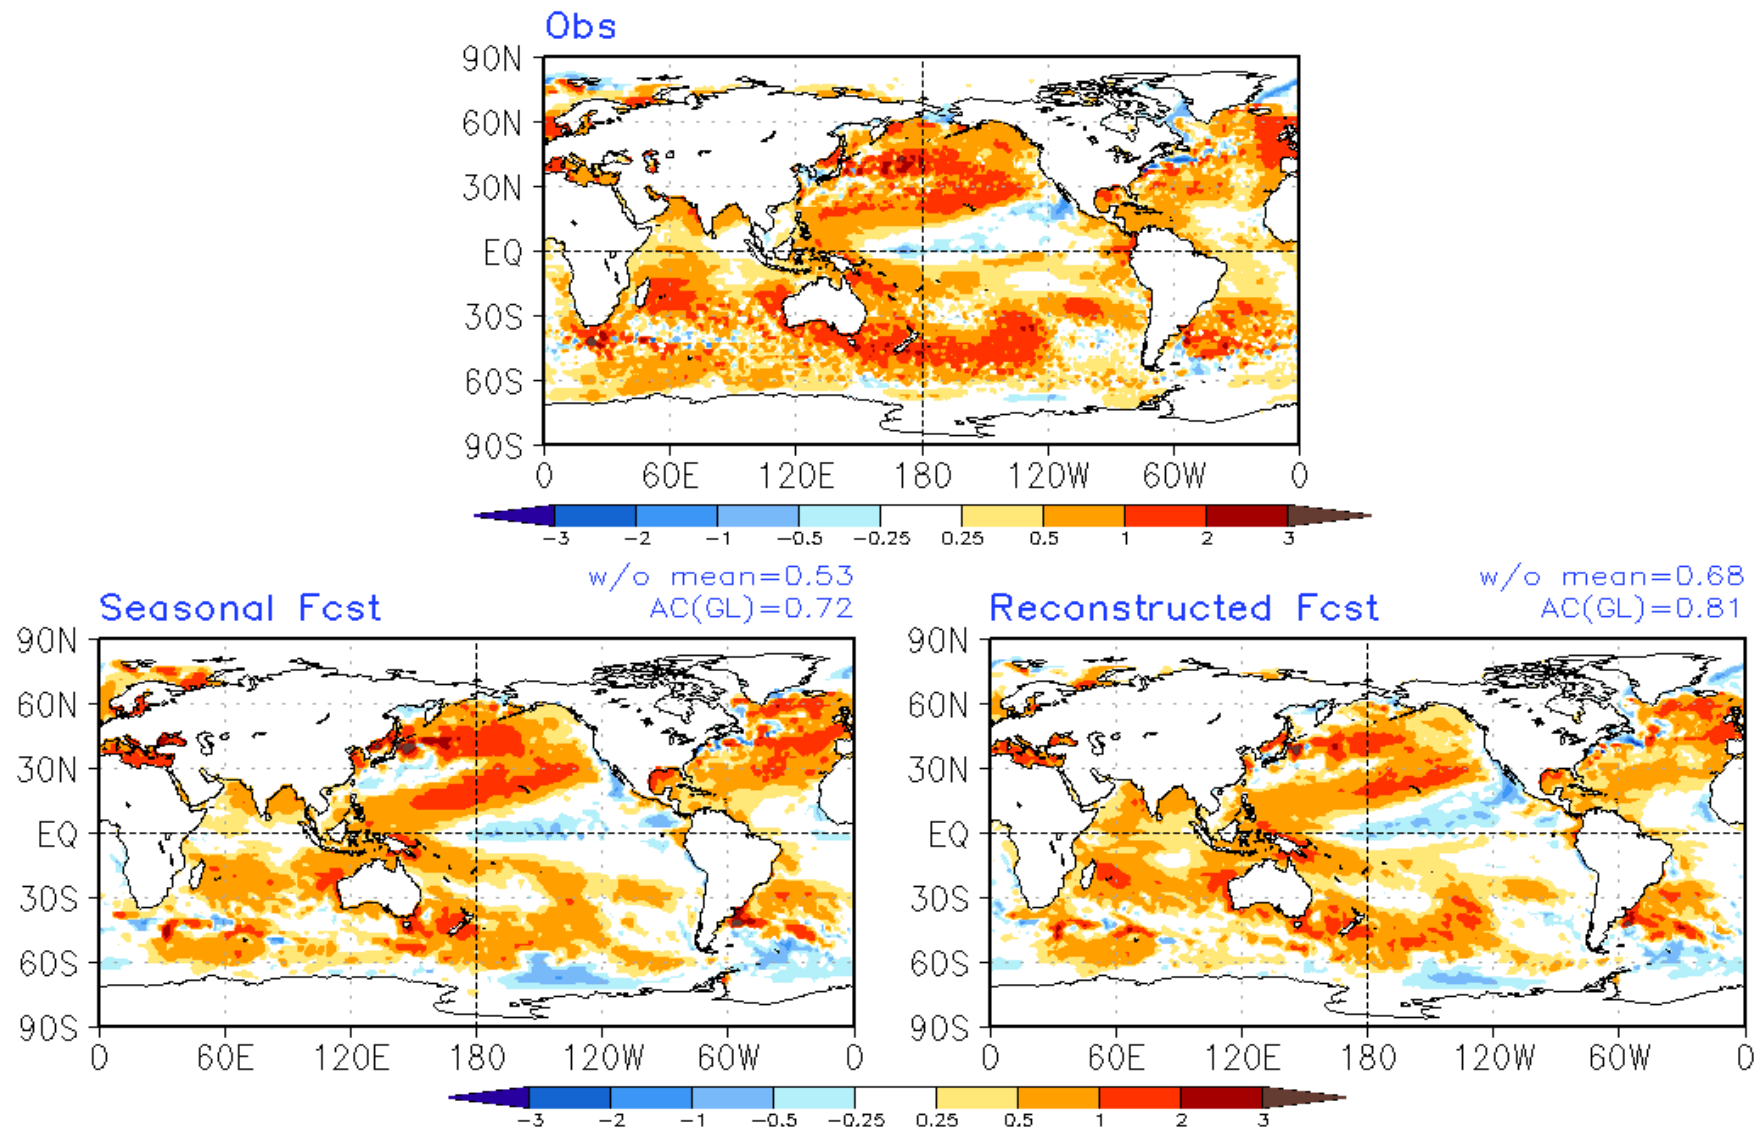 Obs
90N
60N
30N
EQ
30S
60S
90S
0 60E 120E 180 120W 60W 0
-3 -2 -1 -0.5 -0.25 0.25 0.5 1 2 3
w/o mean=0.53
Seasonal Fcst AC(GL)=0.72
90N
60N
30N
EQ
30S
60S
90S
0 60E 120E 180 120W 60W 0
w/o mean=0.68
Reconstructed Fcst AC(GL)=0.81
90N
60N
30N
EQ
30S
60S
90S
0 60E 120E 180 120W 60W 0
-3 -2 -1 -0.5 -0.25 0.25 0.5 1 2 3